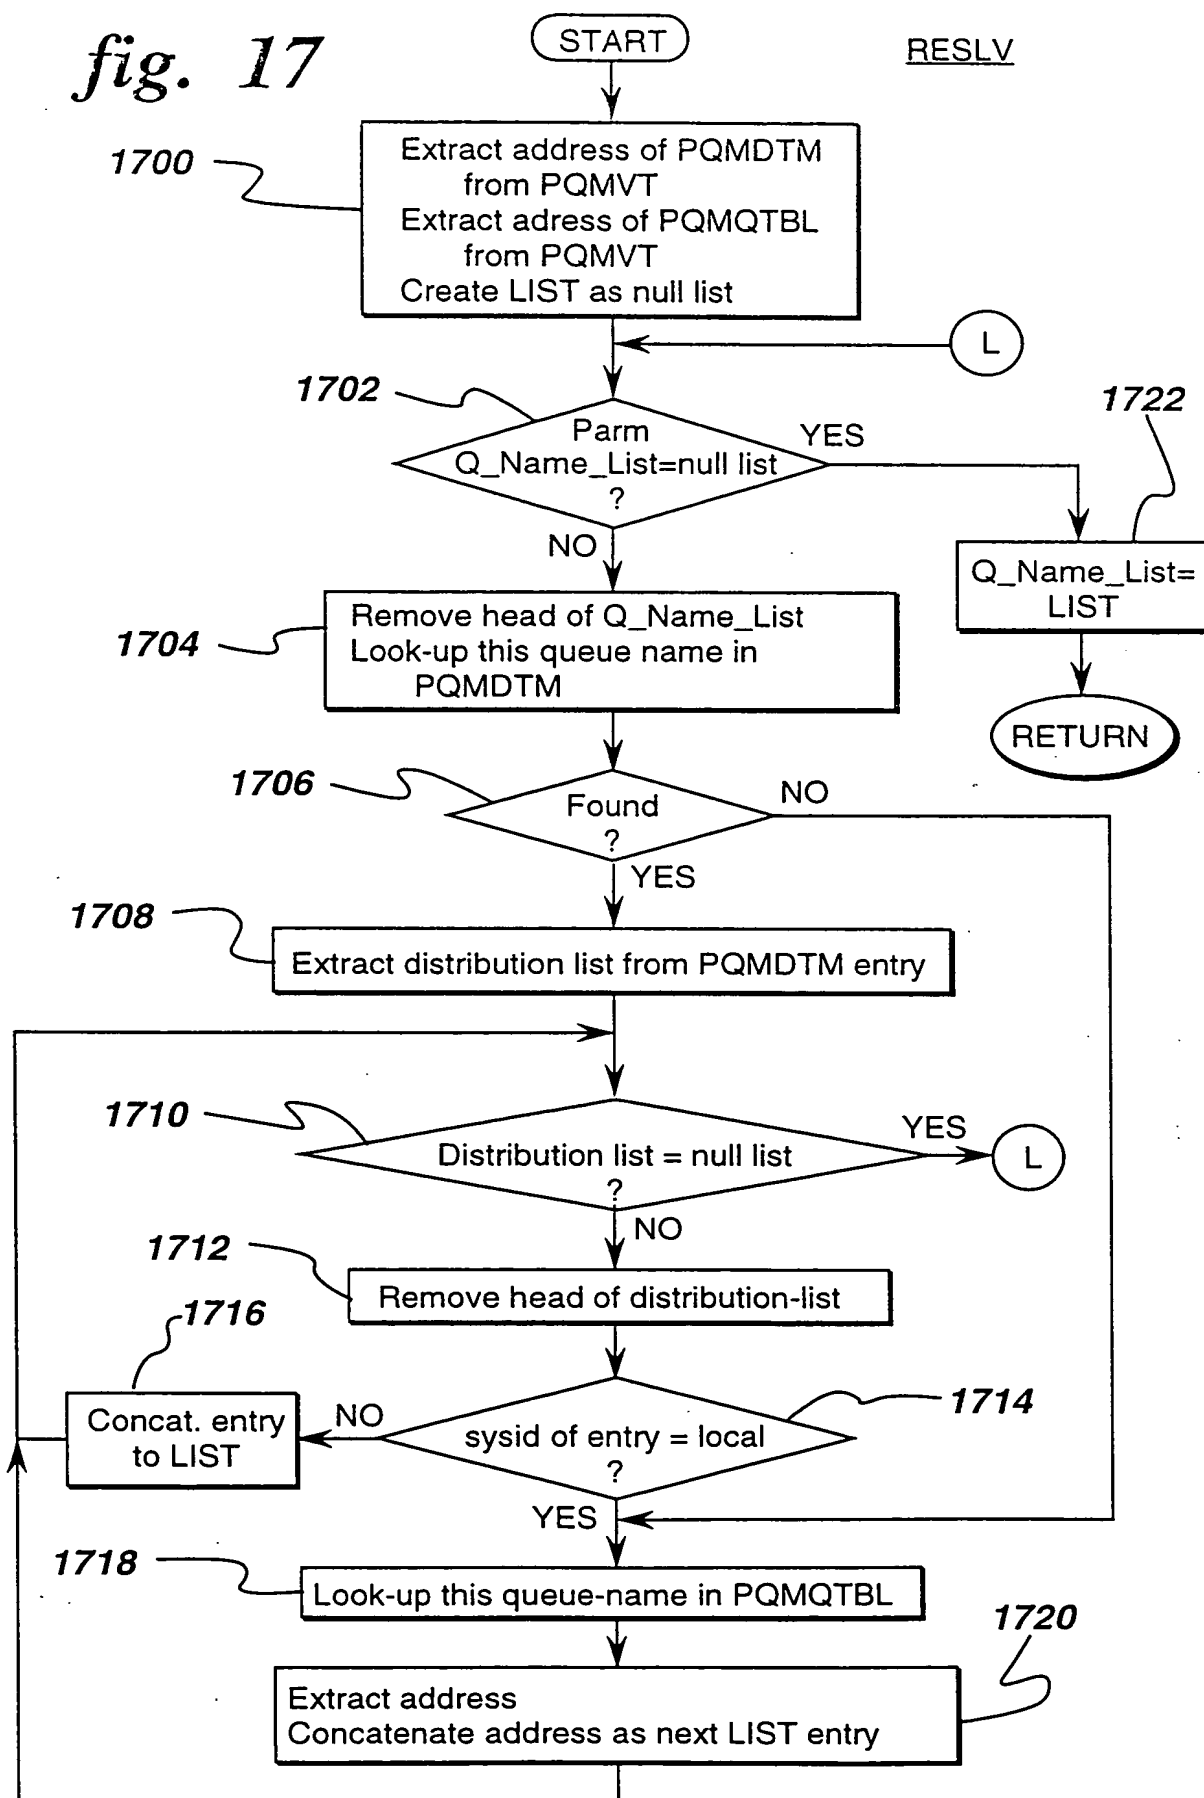 fig. 17
START
RESLV
1700
Extract address of PQMDTM
from PQMVT
Extract adress of PQMQTBL
from PQMVT
Create LIST as null list
L
1702
Parm
Q_Name_List=null list
?
YES
1722
NO
Q_Name_List=
LIST
1704
Remove head of Q_Name_List
Look-up this queue name in
PQMDTM
RETURN
1706
Found
?
NO
YES
1708
Extract distribution list from PQMDTM entry
1710
Distribution list = null list
?
YES
L
NO
1712
Remove head of distribution-list
1716
1714
Concat. entry
to LIST
NO
sysid of entry = local
?
YES
1718
Look-up this queue-name in PQMQTBL
1720
Extract address
Concatenate address as next LIST entry